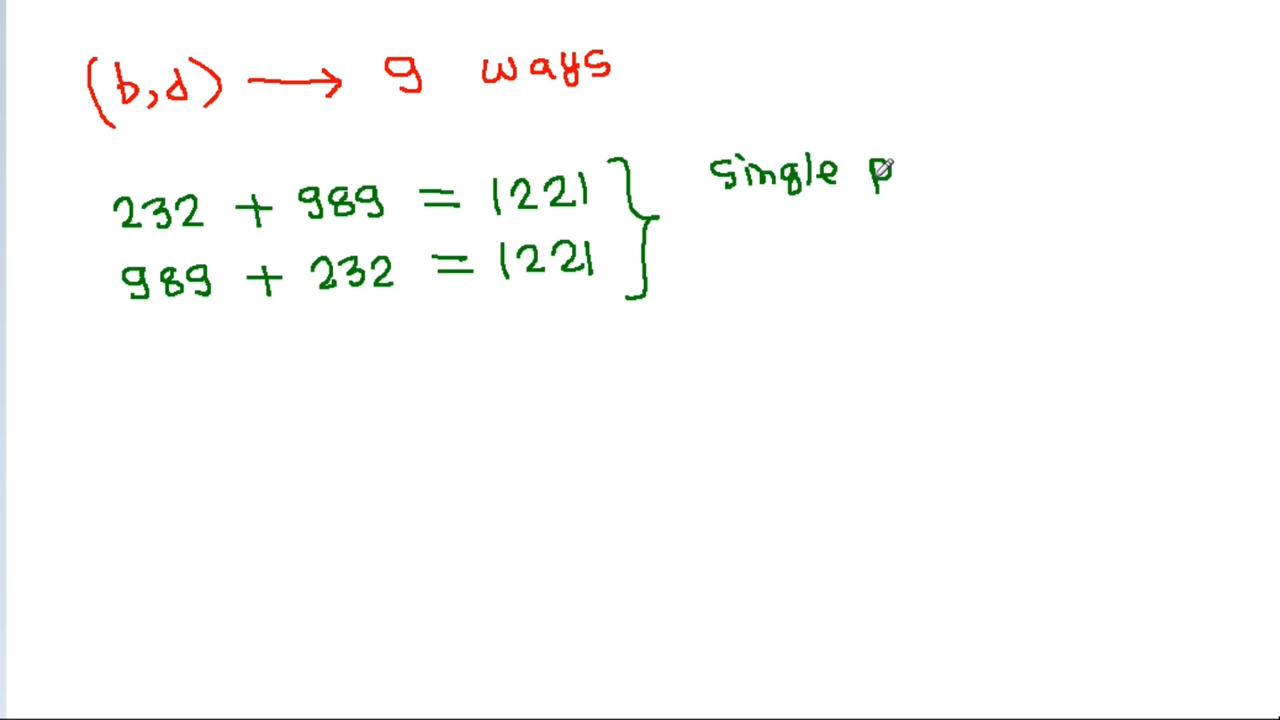 (b,d) → 9 ways
232 + 989 = 1221
989 + 232 = 1221
single p